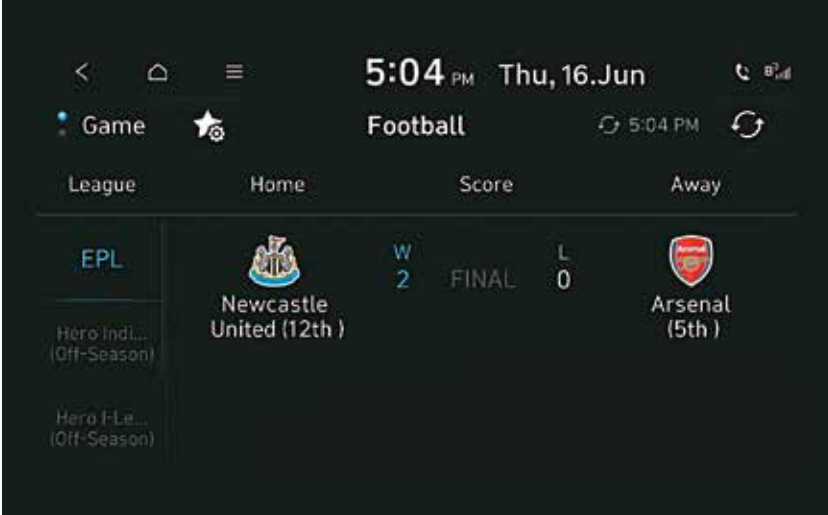 5:04 PM Thu, 16.Jun
Game
Football
5:04 PM
League Home Score Away
EPL
W
2
FINAL
L
0
Newcastle
United (12th )
Arsenal
Arsenal
(5th )
Hero Indi...
(Off-Season)
Hero I-Le...
(Off-Season)